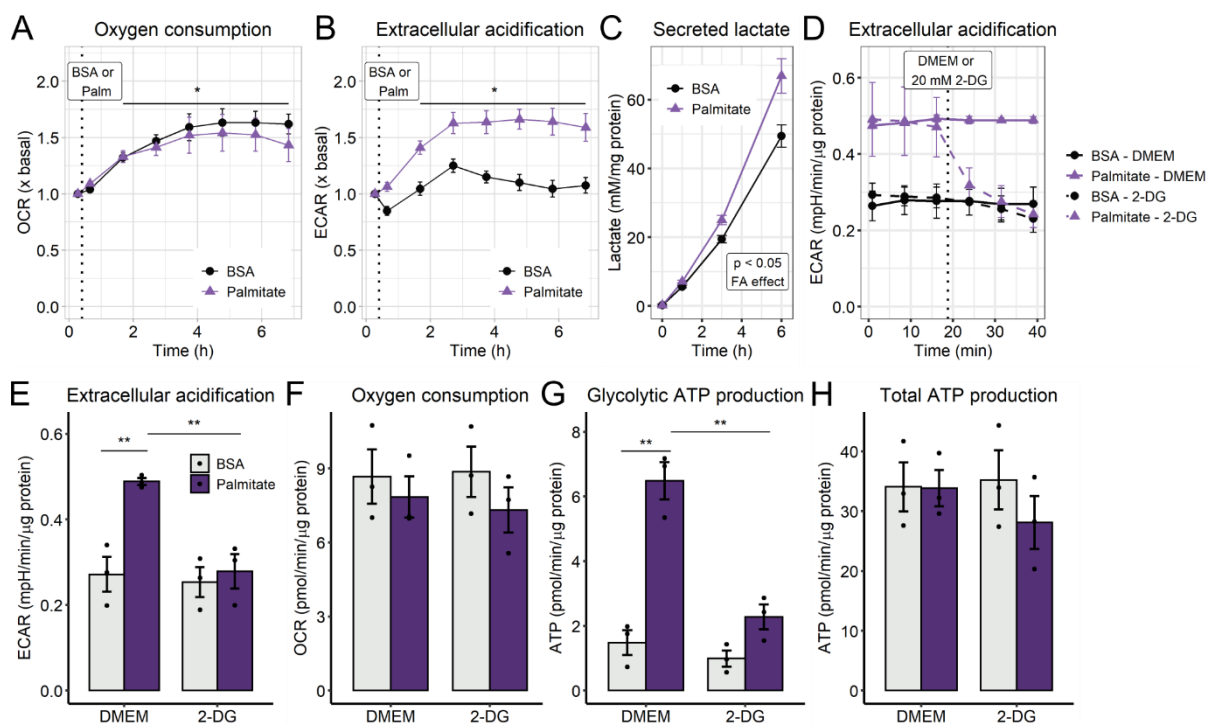 A Oxygen consumption
BSA or
Palm
*
OCR (x basal)
2.0
1.5
1.0
0.5
0.0
BSA
Palmitate
0 2 4 6
Time (h)
B Extracellular acidification
BSA or
Palm
*
ECAR (x basal)
2.0
1.5
1.0
0.5
0.0
BSA
Palmitate
0 2 4 6
Time (h)
C Secreted lactate
BSA
Palmitate
Lactate (mM/mg protein)
60
40
20
0
p < 0.05
FA effect
0 2 4 6
Time (h)
D Extracellular acidification
DMEM or
20 mM 2-DG
ECAR (mpH/min/µg protein)
0.6
0.4
0.2
0.0
0 10 20 30 40
Time (min)
BSA - DMEM
Palmitate - DMEM
BSA - 2-DG
Palmitate - 2-DG
E Extracellular acidification
** **
BSA
Palmitate
ECAR (mpH/min/µg protein)
0.6
0.4
0.2
0.0
DMEM 2-DG
F Oxygen consumption
OCR (pmol/min/µg protein)
9
6
3
0
DMEM 2-DG
G Glycolytic ATP production
**
**
ATP (pmol/min/µg protein)
8
6
4
2
0
DMEM 2-DG
H Total ATP production
ATP (pmol/min/µg protein)
40
30
20
10
0
DMEM 2-DG